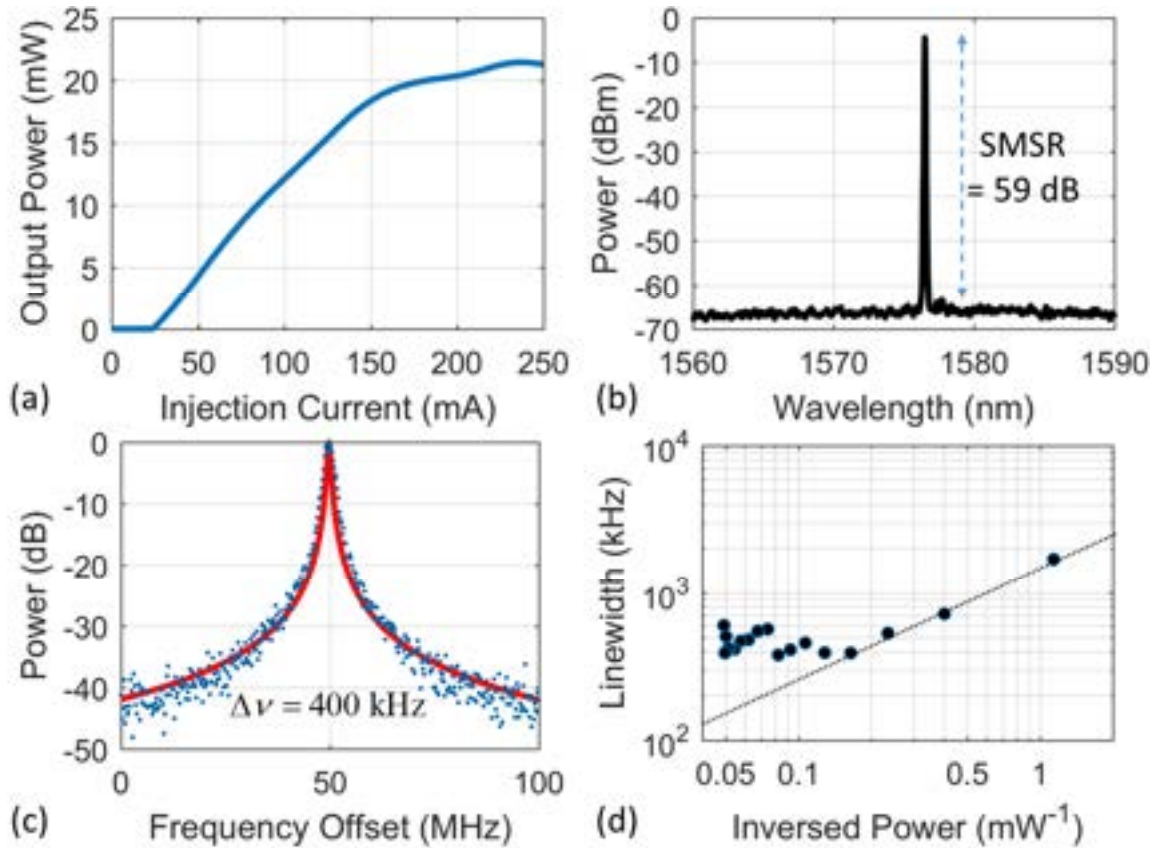 25
20
15
10
5
0
0 50 100 150 200 250
Output Power (mW)
Injection Current (mA)
(a)
0
-10
-20
-30
-40
-50
-60
-70
1560 1570 1580 1590
Power (dBm)
SMSR
= 59 dB
Wavelength (nm)
(b)
0
-10
-20
-30
-40
-50
0 50 100
Power (dB)
Δν = 400 kHz
Frequency Offset (MHz)
(c)
10⁴
10³
10²
0.05 0.1 0.5 1
Linewidth (kHz)
Inversed Power (mW⁻¹)
(d)